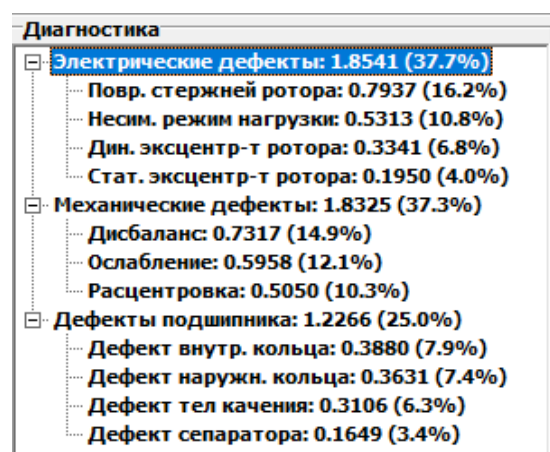 Диагностика
Электрические дефекты: 1.8541 (37.7%)
Повр. стержней ротора: 0.7937 (16.2%)
Несим. режим нагрузки: 0.5313 (10.8%)
Дин. эксцентр-т ротора: 0.3341 (6.8%)
Стат. эксцентр-т ротора: 0.1950 (4.0%)
Механические дефекты: 1.8325 (37.3%)
Дисбаланс: 0.7317 (14.9%)
Ослабление: 0.5958 (12.1%)
Расцентровка: 0.5050 (10.3%)
Дефекты подшипника: 1.2266 (25.0%)
Дефект внутр. кольца: 0.3880 (7.9%)
Дефект наружн. кольца: 0.3631 (7.4%)
Дефект тел качения: 0.3106 (6.3%)
Дефект сепаратора: 0.1649 (3.4%)